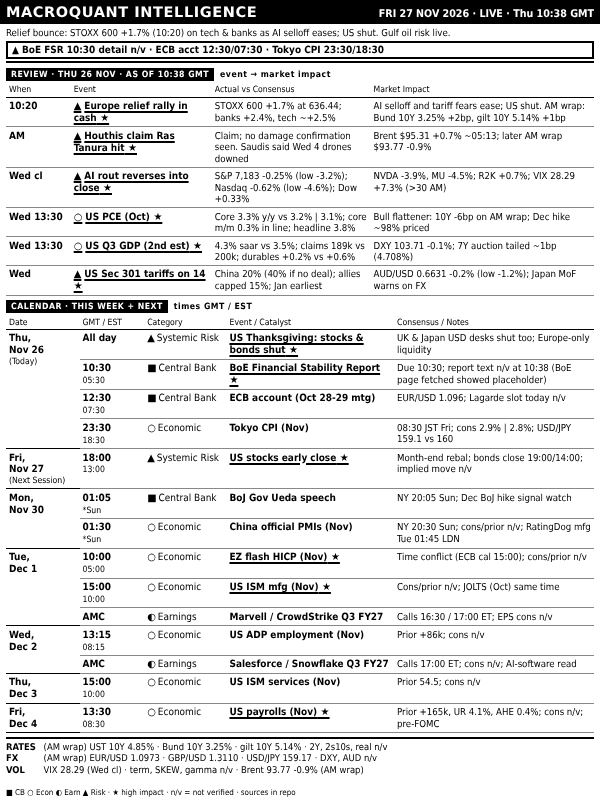 MACROQUANT INTELLIGENCE FRI 27 NOV 2026 · LIVE · Thu 10:38 GMT
Relief bounce: STOXX 600 +1.7% (10:20) on tech & banks as AI selloff eases; US shut. Gulf oil risk live.
▲ BoE FSR 10:30 detail n/v · ECB acct 12:30/07:30 · Tokyo CPI 23:30/18:30
REVIEW · THU 26 NOV · AS OF 10:38 GMT event → market impact
When Event Actual vs Consensus Market Impact
10:20 ▲ Europe relief rally in STOXX 600 +1.7% at 636.44; AI selloff and tariff fears ease; US shut. AM wrap:
cash ★ banks +2.4%, tech ~+2.5% Bund 10Y 3.25% +2bp, gilt 10Y 5.14% +1bp
AM ▲ Houthis claim Ras Claim; no damage confirmation Brent $95.31 +0.7% ~05:13; later AM wrap
Tanura hit ★ seen. Saudis said Wed 4 drones $93.77 -0.9%
downed
Wed cl ▲ AI rout reverses into S&P 7,183 -0.25% (low -3.2%); NVDA -3.9%, MU -4.5%; R2K +0.7%; VIX 28.29
close ★ Nasdaq -0.62% (low -4.6%); Dow +7.3% (>30 AM)
+0.33%
Wed 13:30 ○ US PCE (Oct) ★ Core 3.3% y/y vs 3.2% | 3.1%; core Bull flattener: 10Y -6bp on AM wrap; Dec hike
m/m 0.3% in line; headline 3.8% ~98% priced
Wed 13:30 ○ US Q3 GDP (2nd est) ★ 4.3% saar vs 3.5%; claims 189k vs DXY 103.71 -0.1%; 7Y auction tailed ~1bp
200k; durables +0.2% vs +0.6% (4.708%)
Wed ▲ US Sec 301 tariffs on 14 China 20% (40% if no deal); allies AUD/USD 0.6631 -0.2% (low -1.2%); Japan MoF
★ capped 15%; Jan earliest warns on FX
CALENDAR · THIS WEEK + NEXT times GMT / EST
Date GMT / EST Category Event / Catalyst Consensus / Notes
Thu, All day ▲ Systemic Risk US Thanksgiving: stocks & UK & Japan USD desks shut too; Europe-only
Nov 26 bonds shut ★ liquidity
(Today)
10:30 ■ Central Bank BoE Financial Stability Report Due 10:30; report text n/v at 10:38 (BoE
05:30 ★ page fetched showed placeholder)
12:30 ■ Central Bank ECB account (Oct 28-29 mtg) EUR/USD 1.096; Lagarde slot today n/v
07:30
23:30 ○ Economic Tokyo CPI (Nov) 08:30 JST Fri; cons 2.9% | 2.8%; USD/JPY
18:30 159.1 vs 160
Fri, 18:00 ▲ Systemic Risk US stocks early close ★ Month-end rebal; bonds close 19:00/14:00;
Nov 27 13:00 implied move n/v
(Next Session)
Mon, 01:05 ■ Central Bank BoJ Gov Ueda speech NY 20:05 Sun; Dec BoJ hike signal watch
Nov 30 *Sun
01:30 ○ Economic China official PMIs (Nov) NY 20:30 Sun; cons/prior n/v; RatingDog mfg
*Sun Tue 01:45 LDN
Tue, 10:00 ○ Economic EZ flash HICP (Nov) ★ Time conflict (ECB cal 15:00); cons/prior n/v
Dec 1 05:00
15:00 ○ Economic US ISM mfg (Nov) ★ Cons/prior n/v; JOLTS (Oct) same time
10:00
AMC ◐ Earnings Marvell / CrowdStrike Q3 FY27 Calls 16:30 / 17:00 ET; EPS cons n/v
Wed, 13:15 ○ Economic US ADP employment (Nov) Prior +86k; cons n/v
Dec 2 08:15
AMC ◐ Earnings Salesforce / Snowflake Q3 FY27 Calls 17:00 ET; cons n/v; AI-software read
Thu, 15:00 ○ Economic US ISM services (Nov) Prior 54.5; cons n/v
Dec 3 10:00
Fri, 13:30 ○ Economic US payrolls (Nov) ★ Prior +165k, UR 4.1%, AHE 0.4%; cons n/v;
Dec 4 08:30 pre-FOMC
RATES (AM wrap) UST 10Y 4.85% · Bund 10Y 3.25% · gilt 10Y 5.14% · 2Y, 2s10s, real n/v
FX (AM wrap) EUR/USD 1.0973 · GBP/USD 1.3110 · USD/JPY 159.17 · DXY, AUD n/v
VOL VIX 28.29 (Wed cl) · term, SKEW, gamma n/v · Brent 93.77 -0.9% (AM wrap)
■ CB ○ Econ ◐ Earn ▲ Risk · ★ high impact · n/v = not verified · sources in repo